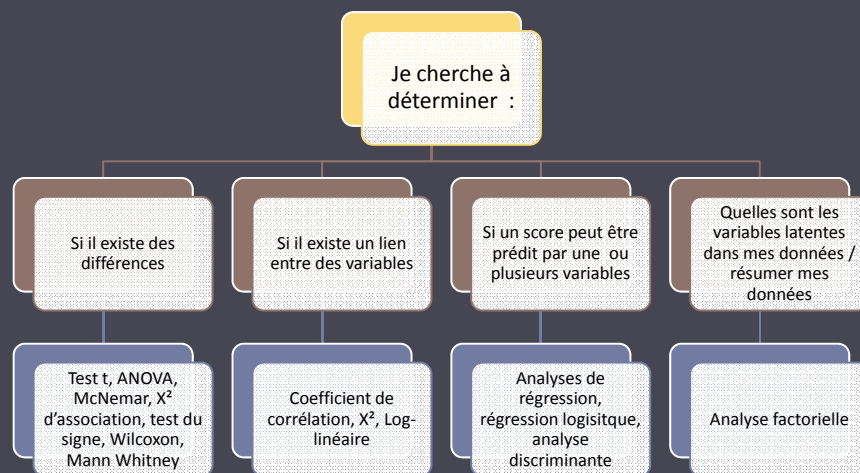 Je cherche à
déterminer :
Si il existe des
différences
Si il existe un lien
entre des variables
Si un score peut être
prédit par une ou
plusieurs variables
Quelles sont les
variables latentes
dans mes données /
résumer mes
données
Test t, ANOVA,
McNemar, X²
d’association, test du
signe, Wilcoxon,
Mann Whitney
Coefficient de
corrélation, X², Log-
linéaire
Analyses de
régression,
régression logisitque,
analyse
discriminante
Analyse factorielle